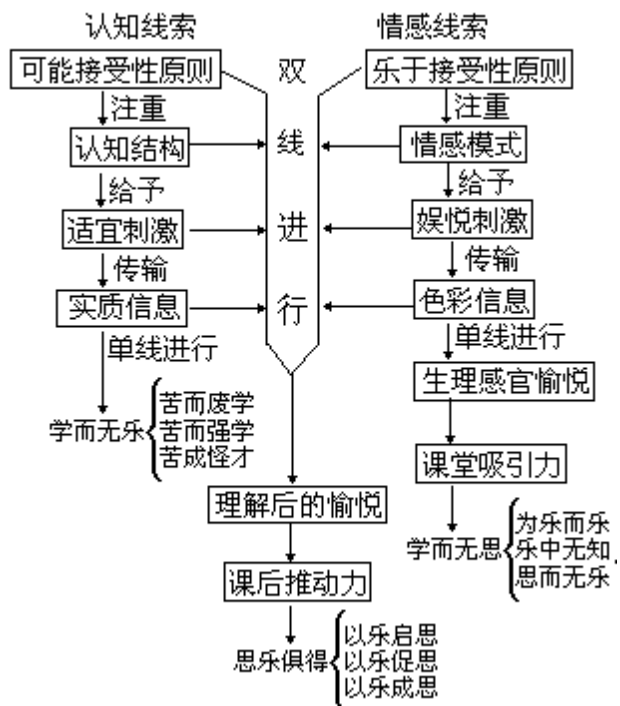 认知线索
情感线索
可能接受性原则
双
乐于接受性原则
注重
注重
认知结构
线
情感模式
给予
给予
适宜刺激
进
娱悦刺激
传输
传输
实质信息
行
色彩信息
单线进行
单线进行
生理感官愉悦
学而无乐
苦而废学
苦而强学
苦成怪才
课堂吸引力
理解后的愉悦
学而无思
为乐而乐
乐中无知
思而无乐
课后推动力
思乐俱得
以乐启思
以乐促思
以乐成思